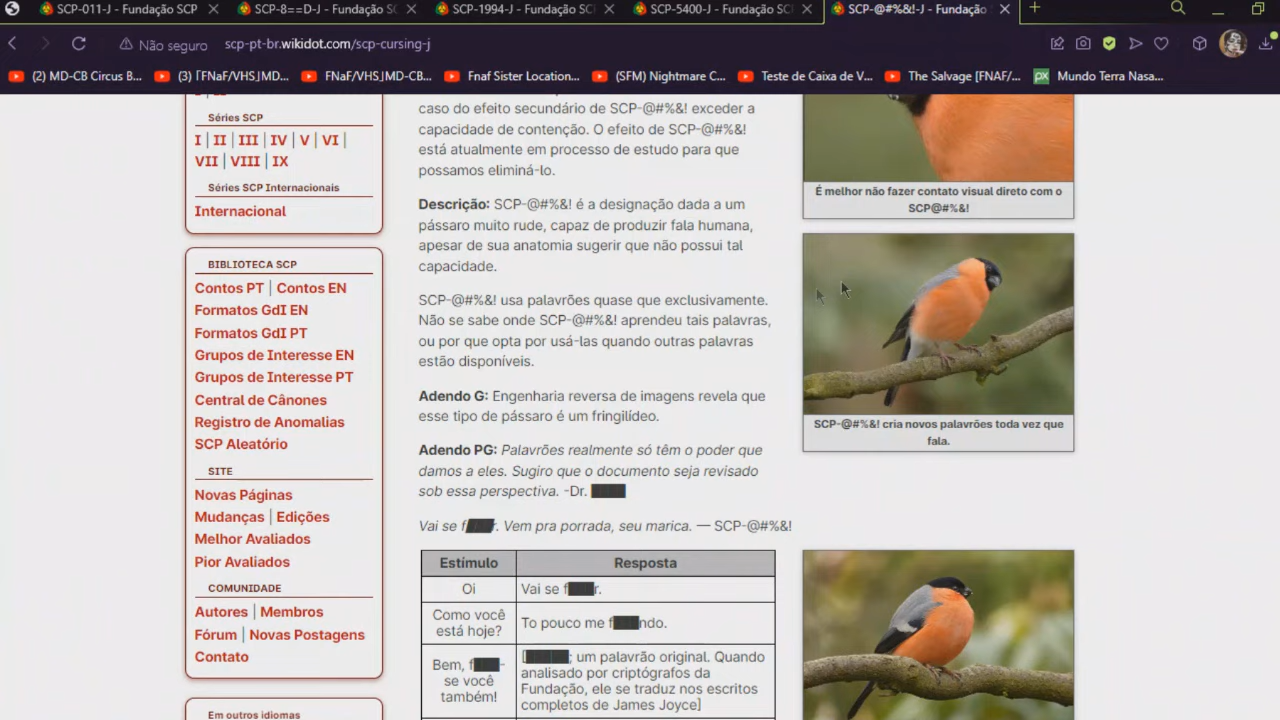 SCP-011-J - Fundação SC
SCP-8==D-J - Fundação S
SCP-1994-J - Fundação S
SCP-5400-J - Fundação SC
SCP-@#%&!-J - Fundação
Não seguro
scp-pt-br.wikidot.com/scp-cursing-j
(2) MD-CB Circus B...
(3) ｢FNaF/VHS｣MD...
FNaF/VHS｣MD-CB...
Fnaf Sister Location...
(SFM) Nightmare C...
Teste de Caixa de V...
The Salvage [FNAF/...
px Mundo Terra Nasa...
Séries SCP
I | II | III | IV | V | VI |
VII | VIII | IX
Séries SCP Internacionais
Internacional
BIBLIOTECA SCP
Contos PT | Contos EN
Formatos GdI EN
Formatos GdI PT
Grupos de Interesse EN
Grupos de Interesse PT
Central de Cânones
Registro de Anomalias
SCP Aleatório
SITE
Novas Páginas
Mudanças | Edições
Melhor Avaliados
Pior Avaliados
COMUNIDADE
Autores | Membros
Fórum | Novas Postagens
Contato
Em outros idiomas
caso do efeito secundário de SCP-@#%&! exceder a
capacidade de contenção. O efeito de SCP-@#%&!
está atualmente em processo de estudo para que
possamos eliminá-lo.
Descrição: SCP-@#%&! é a designação dada a um
pássaro muito rude, capaz de produzir fala humana,
apesar de sua anatomia sugerir que não possui tal
capacidade.
SCP-@#%&! usa palavrões quase que exclusivamente.
Não se sabe onde SCP-@#%&! aprendeu tais palavras,
ou por que opta por usá-las quando outras palavras
estão disponíveis.
Adendo G: Engenharia reversa de imagens revela que
esse tipo de pássaro é um fringilídeo.
Adendo PG: Palavrões realmente só têm o poder que
damos a eles. Sugiro que o documento seja revisado
sob essa perspectiva. -Dr. ████
Vai se f███r. Vem pra porrada, seu marica. — SCP-@#%&!
Estímulo Resposta
Oi Vai se f███r.
Como você
está hoje?
To pouco me f███ndo.
Bem, f███-
se você
também!
[█████; um palavrão original. Quando
analisado por criptógrafos da
Fundação, ele se traduz nos escritos
completos de James Joyce]
É melhor não fazer contato visual direto com o
SCP@#%&!
SCP-@#%&! cria novos palavrões toda vez que
fala.